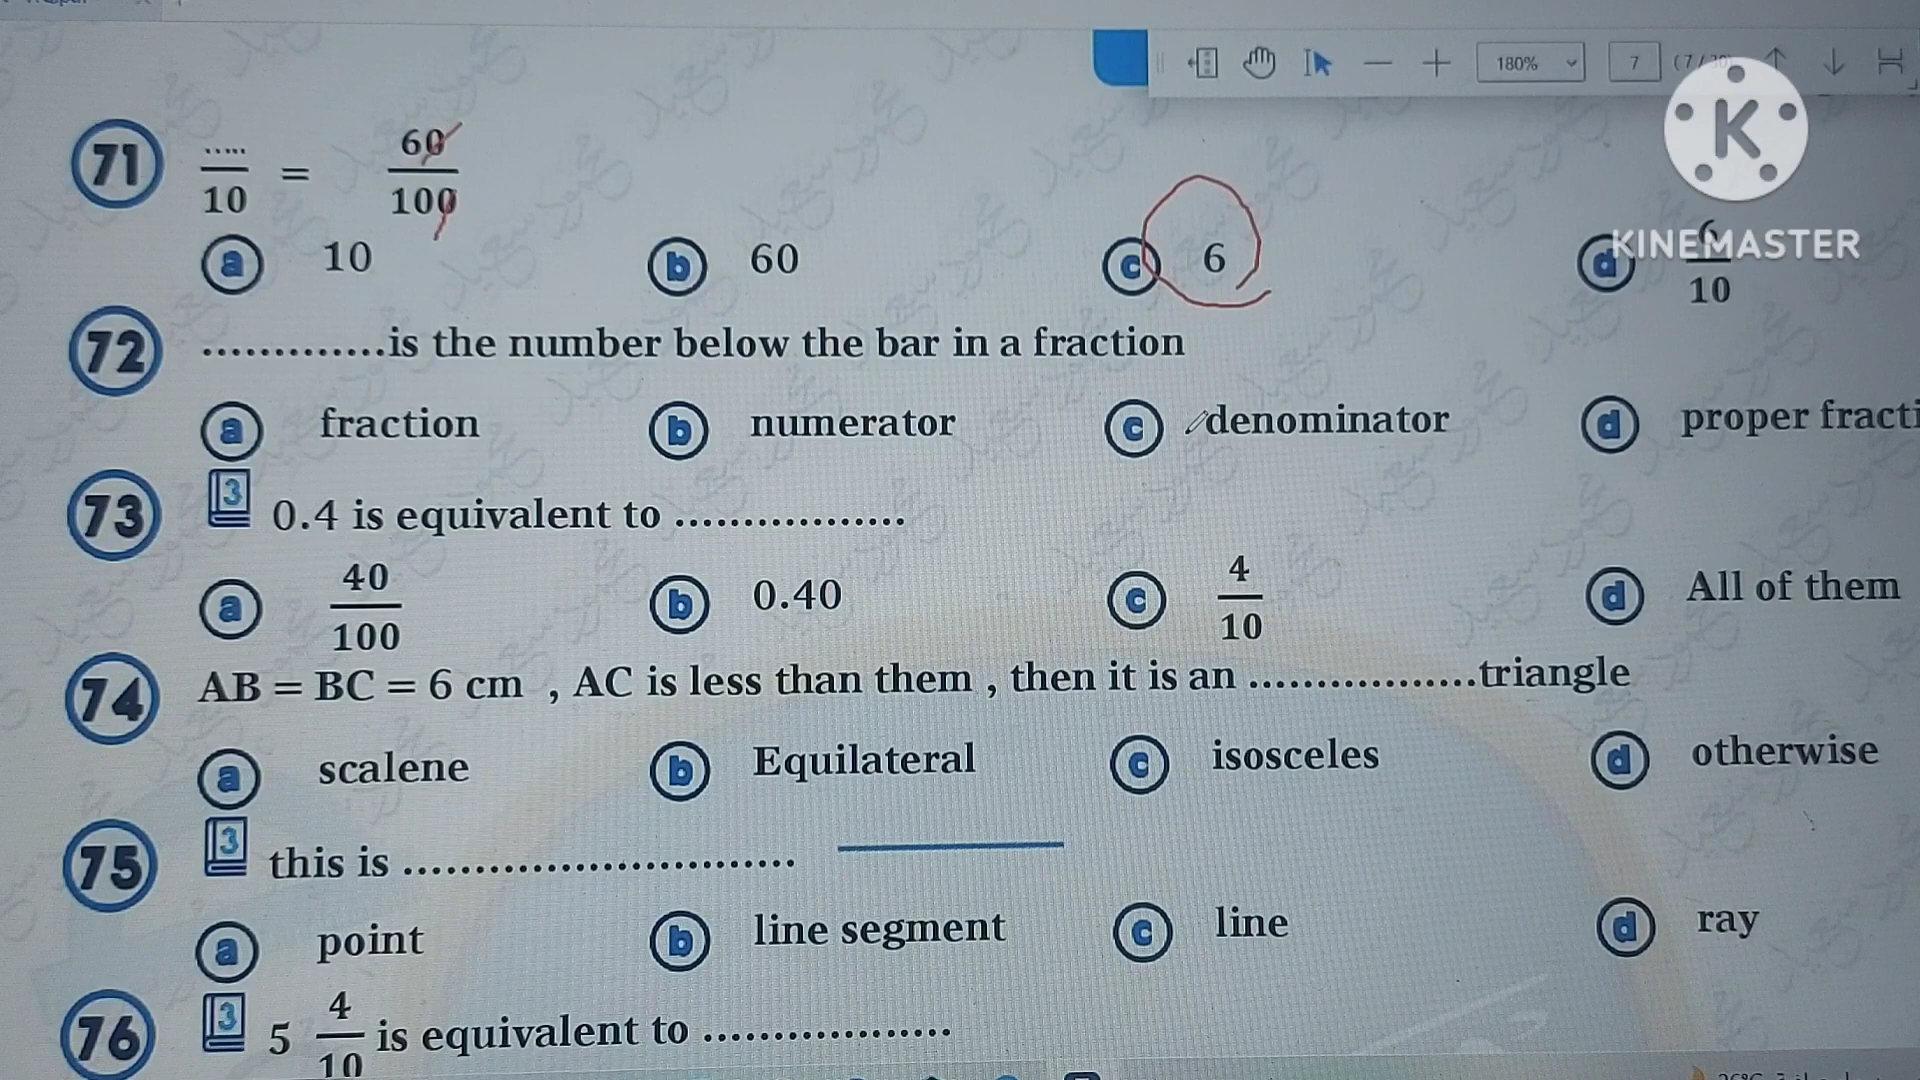 180% 7
71 ..... / 10 = 60 / 100
a 10 b 60 c 6 d 6 / 10
K
KINEMASTER
72 .............is the number below the bar in a fraction
a fraction b numerator c denominator d proper fracti
73 3 0.4 is equivalent to .................
a 40 / 100 b 0.40 c 4 / 10 d All of them
74 AB = BC = 6 cm , AC is less than them , then it is an .................triangle
a scalene b Equilateral c isosceles d otherwise
75 3 this is ...........................
a point b line segment c line d ray
76 3 5 4 / 10 is equivalent to ..................